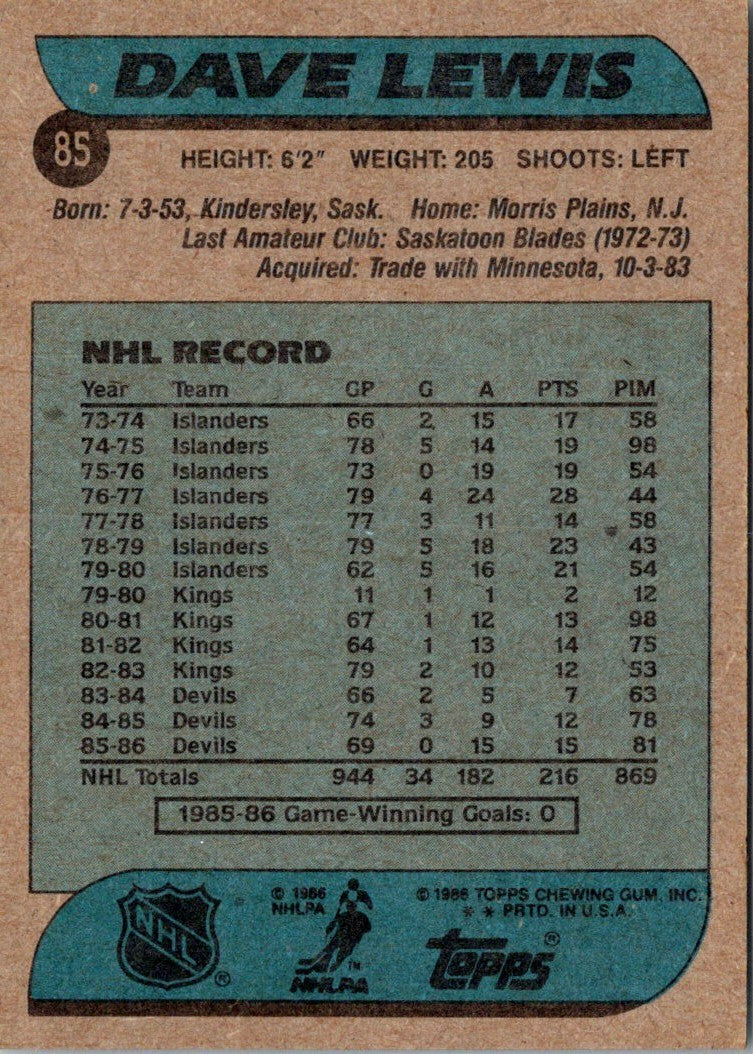 DAVE LEWIS
85
HEIGHT: 6'2" WEIGHT: 205 SHOOTS: LEFT
Born: 7-3-53, Kindersley, Sask. Home: Morris Plains, N.J.
Last Amateur Club: Saskatoon Blades (1972-73)
Acquired: Trade with Minnesota, 10-3-83
NHL RECORD
Year Team GP G A PTS PIM
73-74 Islanders 66 2 15 17 58
74-75 Islanders 78 5 14 19 98
75-76 Islanders 73 0 19 19 54
76-77 Islanders 79 4 24 28 44
77-78 Islanders 77 3 11 14 58
78-79 Islanders 79 5 18 23 43
79-80 Islanders 62 5 16 21 54
79-80 Kings 11 1 1 2 12
80-81 Kings 67 1 12 13 98
81-82 Kings 64 1 13 14 75
82-83 Kings 79 2 10 12 53
83-84 Devils 66 2 5 7 63
84-85 Devils 74 3 9 12 78
85-86 Devils 69 0 15 15 81
NHL Totals 944 34 182 216 869
1985-86 Game-Winning Goals: 0
NHL ®
© 1986
NHLPA
TM
NHLPA
© 1986 TOPPS CHEWING GUM, INC.
* * PRTD. IN U.S.A.
topps ®